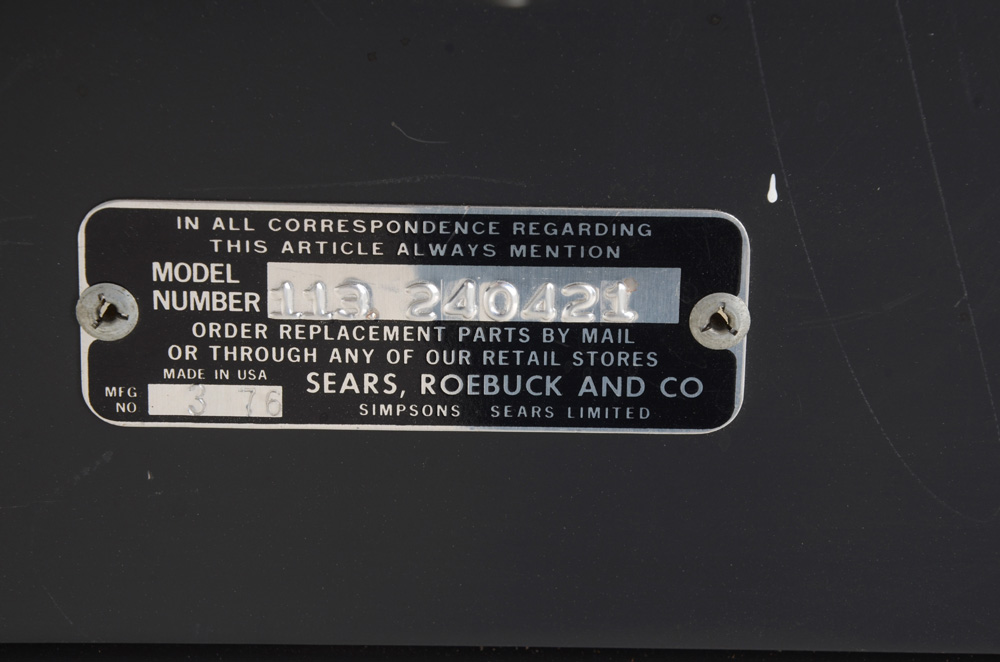 IN ALL CORRESPONDENCE REGARDING
THIS ARTICLE ALWAYS MENTION
MODEL NUMBER 113. 240421
ORDER REPLACEMENT PARTS BY MAIL
OR THROUGH ANY OF OUR RETAIL STORES
MADE IN USA
MFG NO 3 76
SEARS, ROEBUCK AND CO
SIMPSONS SEARS LIMITED